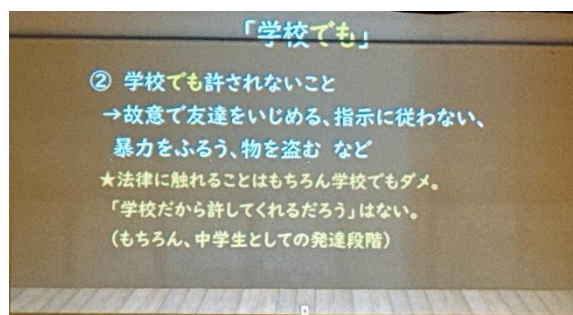 「学校でも」
② 学校でも許されないこと
→故意で友達をいじめる、指示に従わない、
暴力をふるう、物を盗む など
★法律に触れることはもちろん学校でもダメ。
「学校だから許してくれるだろう」はない。
(もちろん、中学生としての発達段階)